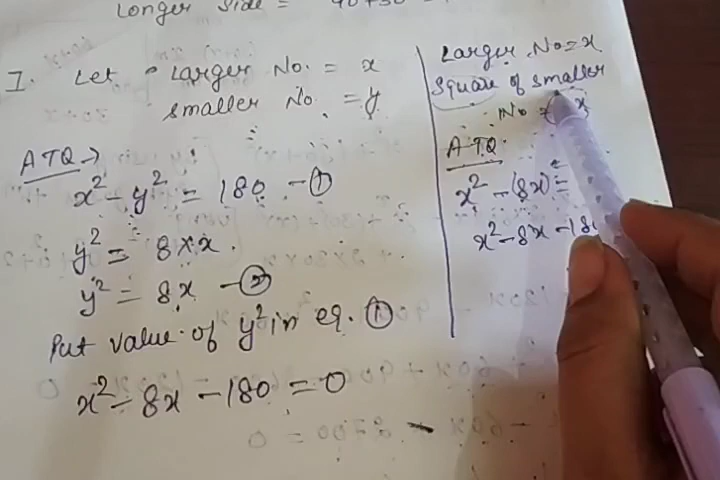 Longer side =
I. Let Larger No. = x
smaller No. = y
ATQ →
x² - y² = 180 - ①
y² = 8 x x.
y² = 8x - ②
Put value of y² in eq. ①
x² - 8x - 180 = 0
Larger No = x
Square of smaller
No = x
ATQ.
x² - (8x) =
x² - 8x - 18